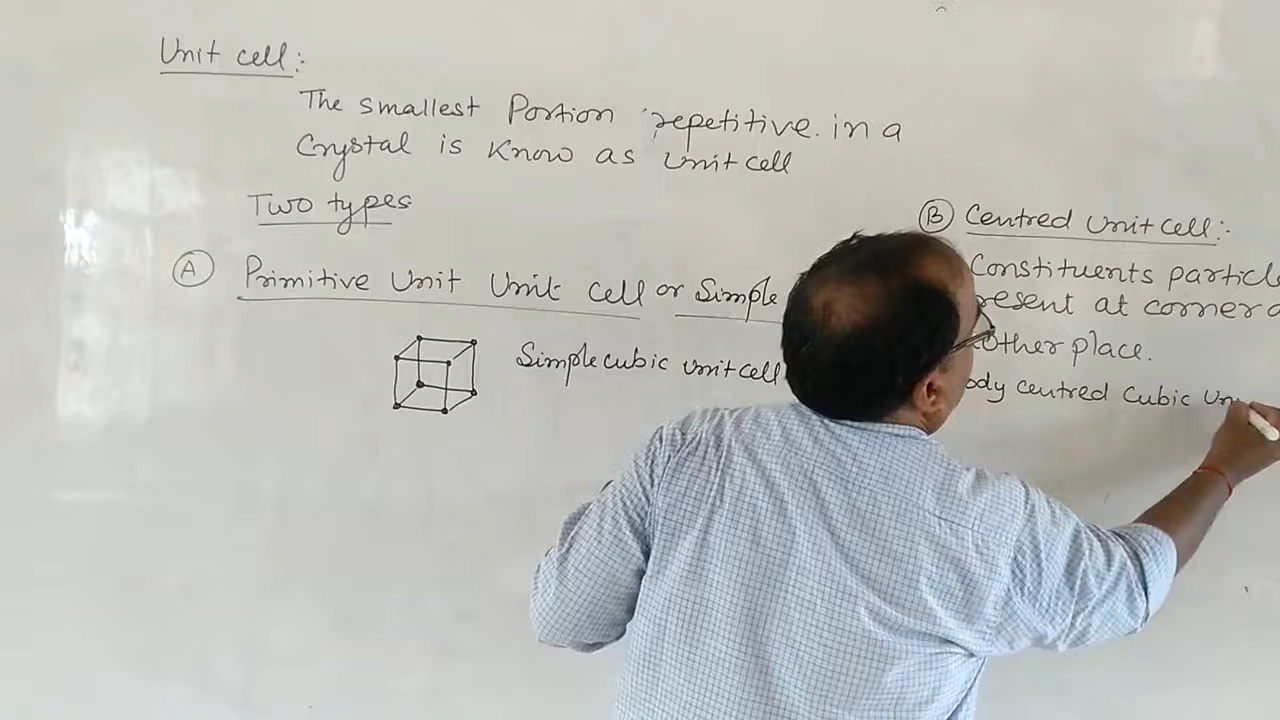 Unit cell:
The smallest Portion repetitive in a
Crystal is Know as Unit cell
Two types
(A) Primitive Unit Unit cell or Simple
Simple cubic unit cell
(B) Centred Unit cell:-
Constituents
present at corner
other place.
centred Cubic